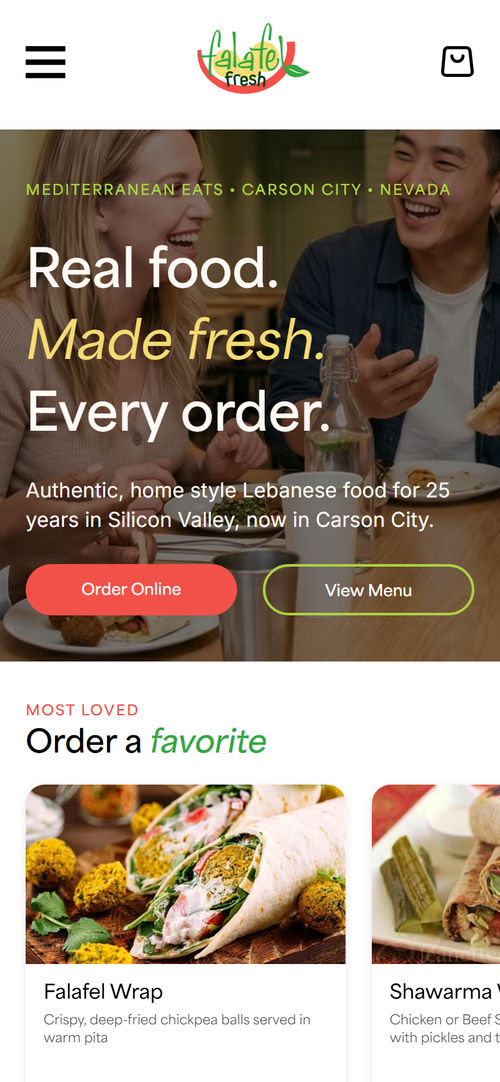 falafel
fresh
MEDITERRANEAN EATS • CARSON CITY • NEVADA
Real food.
Made fresh.
Every order.
Authentic, home style Lebanese food for 25
years in Silicon Valley, now in Carson City.
Order Online
View Menu
MOST LOVED
Order a favorite
Falafel Wrap
Crispy, deep-fried chickpea balls served in
warm pita
Shawarma
Chicken or Beef
with pickles and